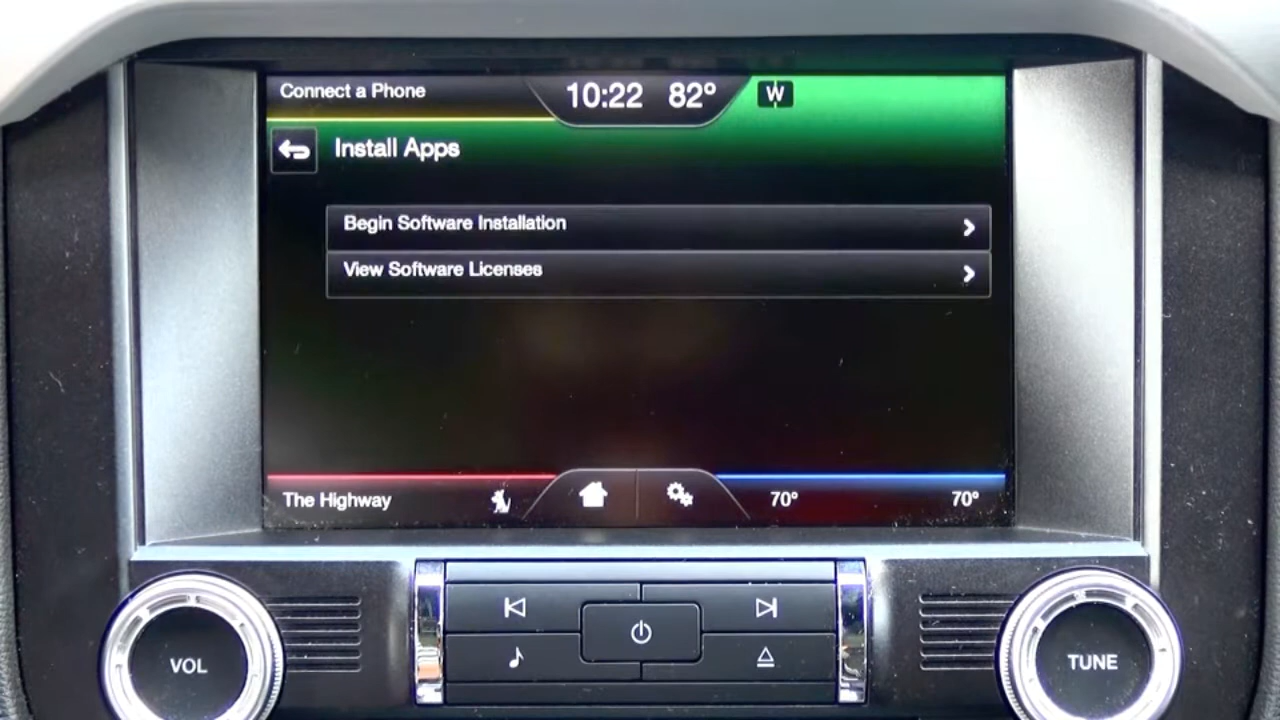 Connect a Phone
10:22 82° W
Install Apps
Begin Software Installation
View Software Licenses
The Highway
70° 70°
VOL
TUNE